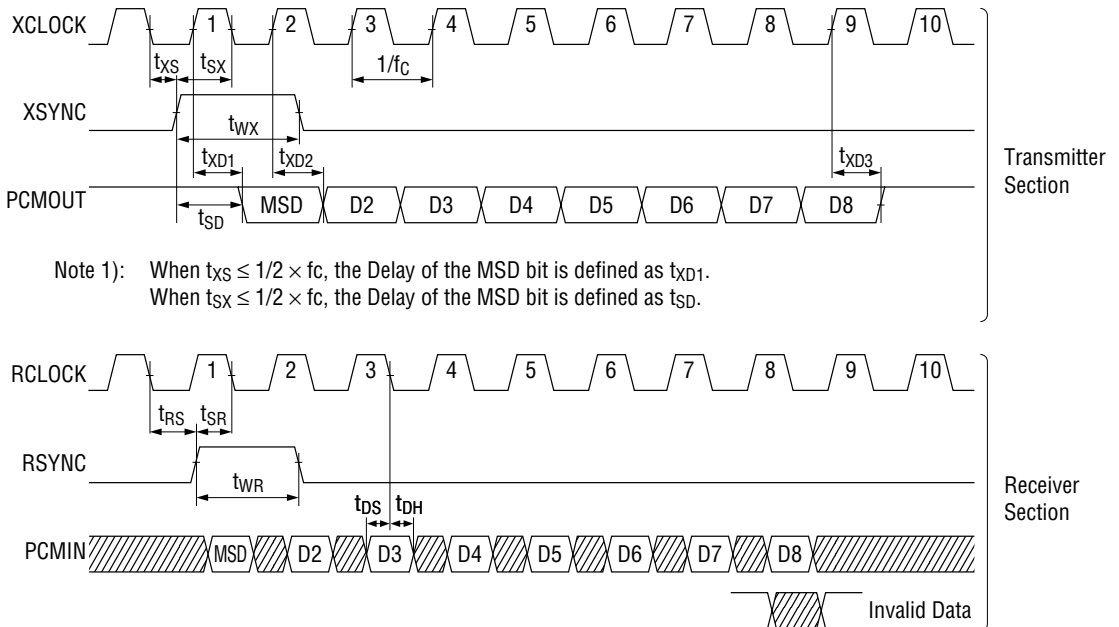 XCLOCK 1 2 3 4 5 6 7 8 9 10
tXS tSX 1/fC
XSYNC
tWX
tXD1 tXD2 tXD3
PCMOUT MSD D2 D3 D4 D5 D6 D7 D8
tSD
Transmitter
Section
Note 1): When tXS ≤ 1/2 × fc, the Delay of the MSD bit is defined as tXD1.
When tSX ≤ 1/2 × fc, the Delay of the MSD bit is defined as tSD.
RCLOCK 1 2 3 4 5 6 7 8 9 10
tRS tSR
RSYNC
tWR
tDS tDH
PCMIN MSD D2 D3 D4 D5 D6 D7 D8
Receiver
Section
Invalid Data